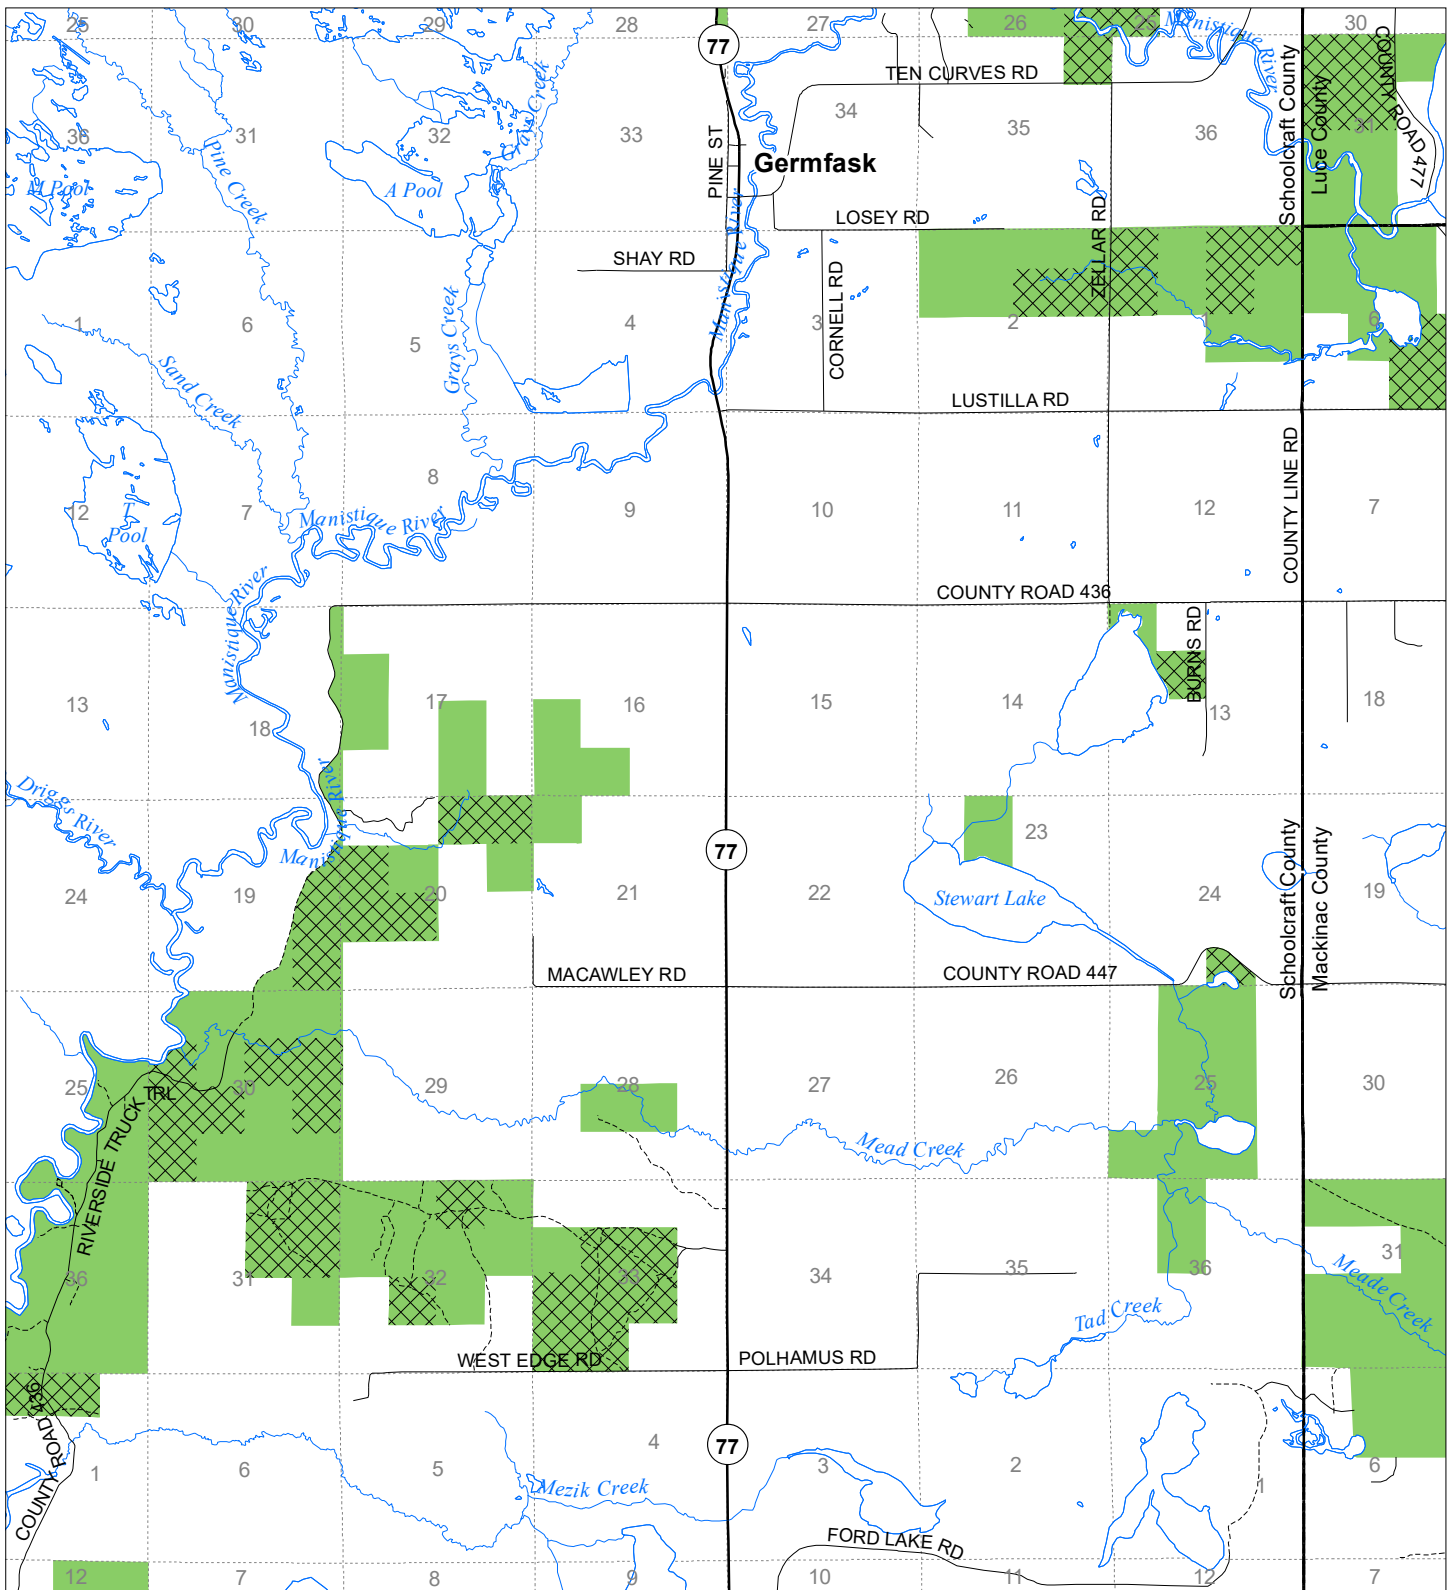 25
30
29
28
77
27
26
25
Manistique River
30
COUNTY ROAD 477
TEN CURVES RD
36
31
32
33
34
35
36
31
Pine Creek
Grays Creek
PINE ST
Germfask
Schoolcraft County
Luce County
M Pool
A Pool
LOSEY RD
ZELLAR RD
SHAY RD
Manistique River
CORNELL RD
1
6
5
4
3
2
1
6
Grays Creek
Sand Creek
LUSTILLA RD
COUNTY LINE RD
12
7
8
9
10
11
12
7
T
Pool
Manistique River
Manistique River
COUNTY ROAD 436
BURNS RD
13
18
17
16
15
14
13
18
Driggs River
Manistique River
23
77
Schoolcraft County
Mackinac County
24
19
20
21
22
24
19
Stewart Lake
MACAWLEY RD
COUNTY ROAD 447
25
30
29
28
27
26
25
30
RIVERSIDE TRUCK TRL
Mead Creek
36
31
32
33
34
35
36
31
Meade Creek
Tad Creek
WEST EDGE RD
POLHAMUS RD
COUNTY ROAD 436
77
1
6
5
4
3
2
1
6
Mezik Creek
FORD LAKE RD
12
7
8
9
10
11
12
7